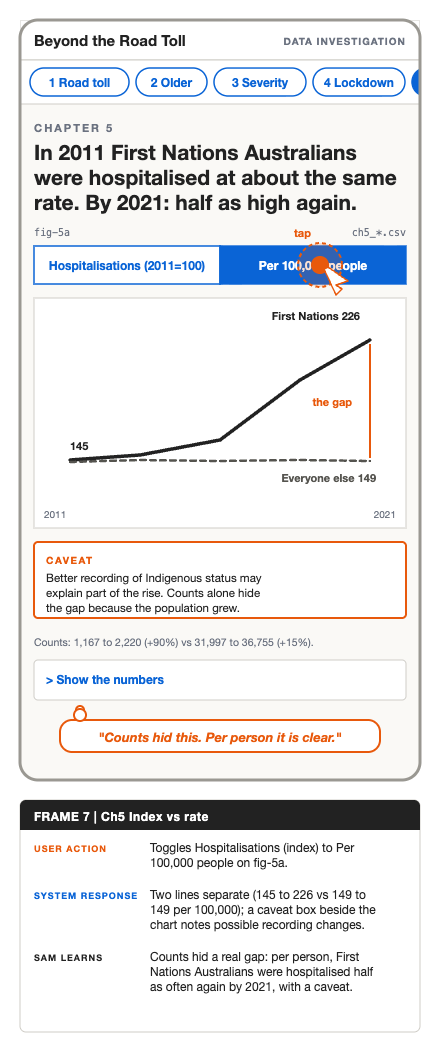 Beyond the Road Toll
DATA INVESTIGATION
1 Road toll
2 Older
3 Severity
4 Lockdown
CHAPTER 5
In 2011 First Nations Australians
were hospitalised at about the same
rate. By 2021: half as high again.
fig-5a
tap
ch5_*.csv
Hospitalisations (2011=100)
Per 100,0 people
First Nations 226
the gap
145
Everyone else 149
2011
2021
CAVEAT
Better recording of Indigenous status may
explain part of the rise. Counts alone hide
the gap because the population grew.
Counts: 1,167 to 2,220 (+90%) vs 31,997 to 36,755 (+15%).
> Show the numbers
"Counts hid this. Per person it is clear."
FRAME 7 | Ch5 Index vs rate
USER ACTION
Toggles Hospitalisations (index) to Per
100,000 people on fig-5a.
SYSTEM RESPONSE
Two lines separate (145 to 226 vs 149 to
149 per 100,000); a caveat box beside the
chart notes possible recording changes.
SAM LEARNS
Counts hid a real gap: per person, First
Nations Australians were hospitalised half
as often again by 2021, with a caveat.